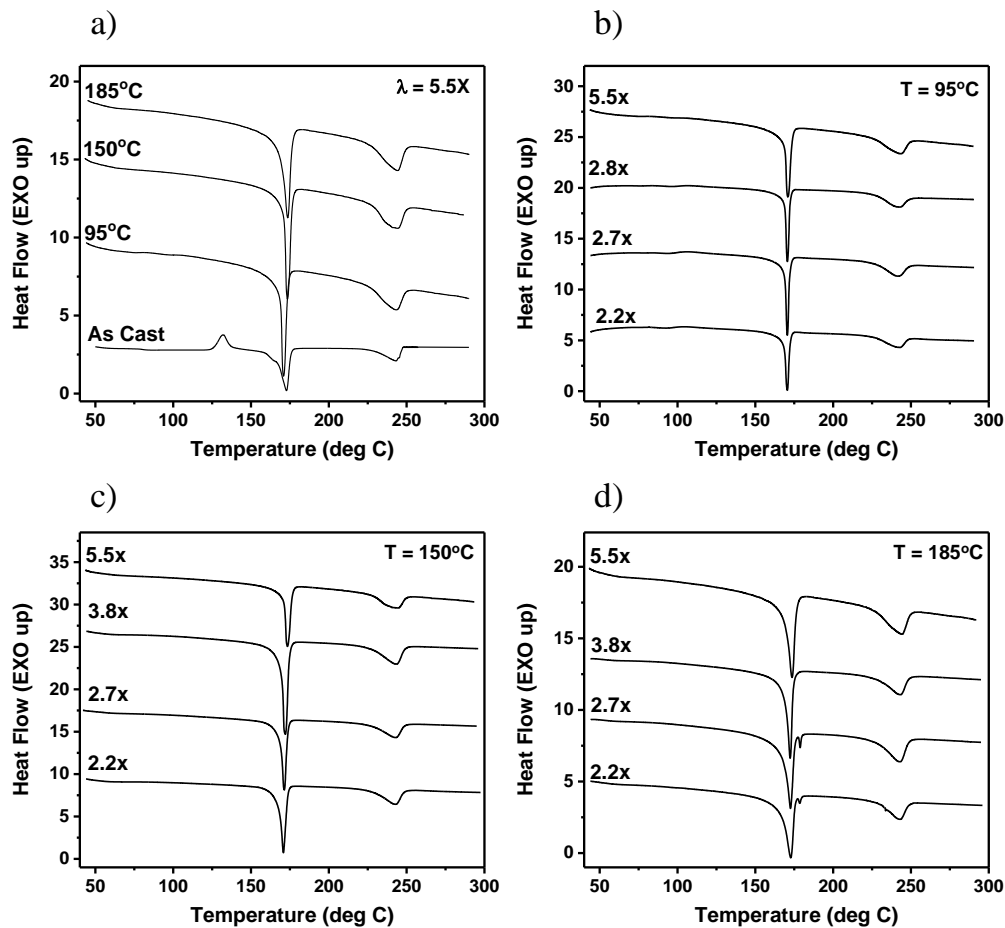 a)
λ = 5.5X
185°C
150°C
95°C
As Cast
20
15
10
5
0
Heat Flow (EXO up)
50 100 150 200 250 300
Temperature (deg C)
b)
T = 95°C
5.5x
2.8x
2.7x
2.2x
30
25
20
15
10
5
0
Heat Flow (EXO up)
50 100 150 200 250 300
Temperature (deg C)
c)
T = 150°C
5.5x
3.8x
2.7x
2.2x
35
30
25
20
15
10
5
0
Heat Flow (EXO up)
50 100 150 200 250 300
Temperature (deg C)
d)
T = 185°C
5.5x
3.8x
2.7x
2.2x
20
15
10
5
0
Heat Flow (EXO up)
50 100 150 200 250 300
Temperature (deg C)